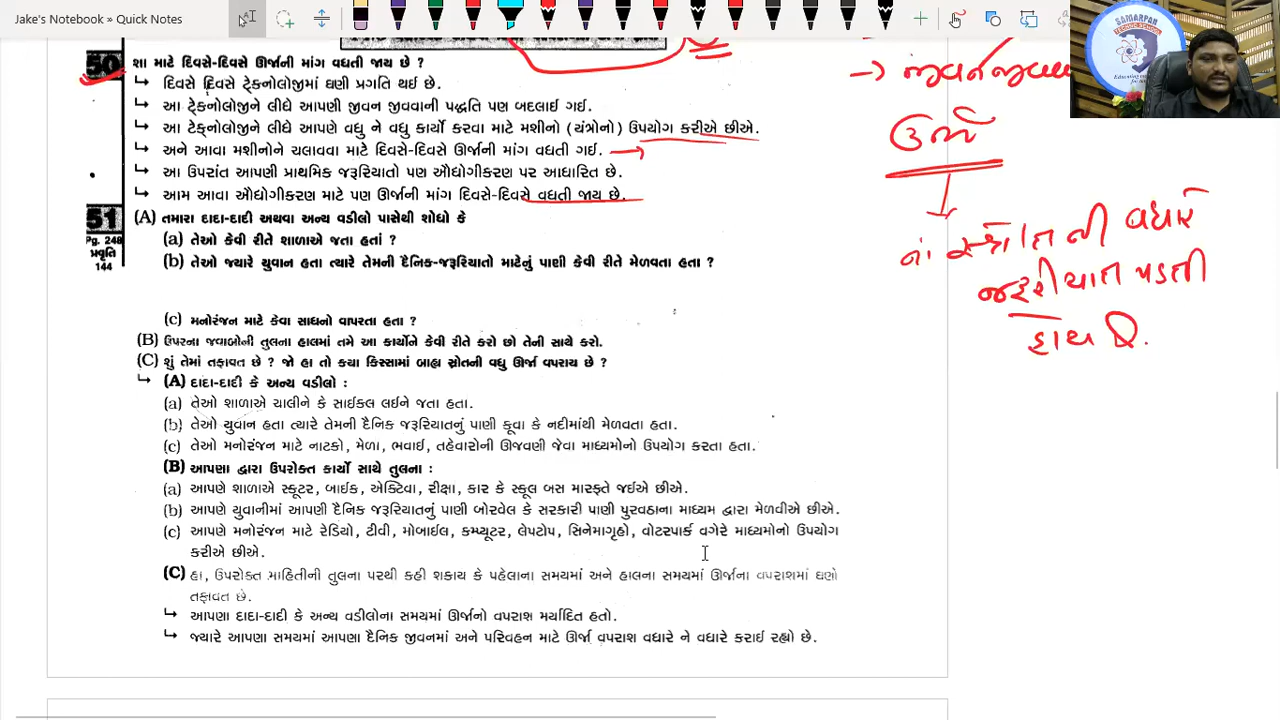 Jake's Notebook » Quick Notes
SAMARPAN
50 શા માટે દિવસે-દિવસે ઊર્જાની માંગ વધતી જાય છે ?
↳ દિવસે દિવસે ટેક્નોલોજીમાં ઘણી પ્રગતિ થઈ છે.
↳ આ ટેક્નોલોજીને લીધે આપણી જીવન જીવવાની પદ્ધતિ પણ બદલાઈ ગઈ.
↳ આ ટેક્નોલોજીને લીધે આપણે વધુ ને વધુ કાર્યો કરવા માટે મશીનો (યંત્રોનો) ઉપયોગ કરીએ છીએ.
↳ અને આવા મશીનોને ચલાવવા માટે દિવસે-દિવસે ઊર્જાની માંગ વધતી ગઈ.
↳ આ ઉપરાંત આપણી પ્રાથમિક જરૂરિયાતો પણ ઔદ્યોગીકરણ પર આધારિત છે.
↳ આમ આવા ઔદ્યોગીકરણ માટે પણ ઊર્જાની માંગ દિવસે-દિવસે વધતી જાય છે.
51 (A) તમારા દાદા-દાદી અથવા અન્ય વડીલો પાસેથી શોધો કે
Pg. 248
પ્રવૃતિ
144
(a) તેઓ કેવી રીતે શાળાએ જતા હતાં ?
(b) તેઓ જ્યારે યુવાન હતા ત્યારે તેમની દૈનિક-જરૂરિયાતો માટેનું પાણી કેવી રીતે મેળવતા હતા ?
(c) મનોરંજન માટે કેવા સાધનો વાપરતા હતા ?
(B) ઉપરના જવાબોની તુલના હાલમાં તમે આ કાર્યોને કેવી રીતે કરો છો તેની સાથે કરો.
(C) શું તેમાં તફાવત છે ? જો હા તો કયા કિસ્સામાં બાહ્ય સ્રોતની વધુ ઊર્જા વપરાય છે ?
↳ (A) દાદા-દાદી કે અન્ય વડીલો :
(a) તેઓ શાળાએ ચાલીને કે સાઈકલ લઈને જતા હતા.
(b) તેઓ યુવાન હતા ત્યારે તેમની દૈનિક જરૂરિયાતનું પાણી કૂવા કે નદીમાંથી મેળવતા હતા.
(c) તેઓ મનોરંજન માટે નાટકો, મેળા, ભવાઈ, તહેવારોની ઊજવણી જેવા માધ્યમોનો ઉપયોગ કરતા હતા.
(B) આપણા દ્વારા ઉપરોક્ત કાર્યો સાથે તુલના :
(a) આપણે શાળાએ સ્કૂટર, બાઈક, એક્ટિવા, રીક્ષા, કાર કે સ્કૂલ બસ મારફતે જઈએ છીએ.
(b) આપણે યુવાનીમાં આપણી દૈનિક જરૂરિયાતનું પાણી બોરવેલ કે સરકારી પાણી પુરવઠાના માધ્યમ દ્વારા મેળવીએ છીએ.
(c) આપણે મનોરંજન માટે રેડિયો, ટીવી, મોબાઈલ, કમ્પ્યૂટર, લેપટોપ, સિનેમાગૃહો, વોટરપાર્ક વગેરે માધ્યમોનો ઉપયોગ
કરીએ છીએ.
(C) હા, ઉપરોક્ત માહિતીની તુલના પરથી કહી શકાય કે પહેલાના સમયમાં અને હાલના સમયમાં ઊર્જાના વપરાશમાં ઘણો
તફાવત છે.
↳ આપણા દાદા-દાદી કે અન્ય વડીલોના સમયમાં ઊર્જાનો વપરાશ મર્યાદિત હતો.
↳ જ્યારે આપણા સમયમાં આપણા દૈનિક જીવનમાં અને પરિવહન માટે ઊર્જા વપરાશ વધારે ને વધારે કરાઈ રહ્યો છે.
ઉર્જા
નાં સ્ત્રોતની વધારે
જરૂરીયાત પડતી
હોય છે.